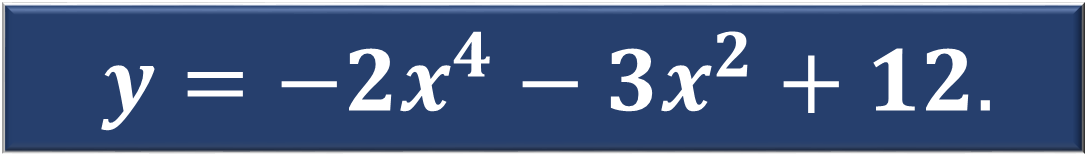 y = −2x⁴ − 3x² + 12.